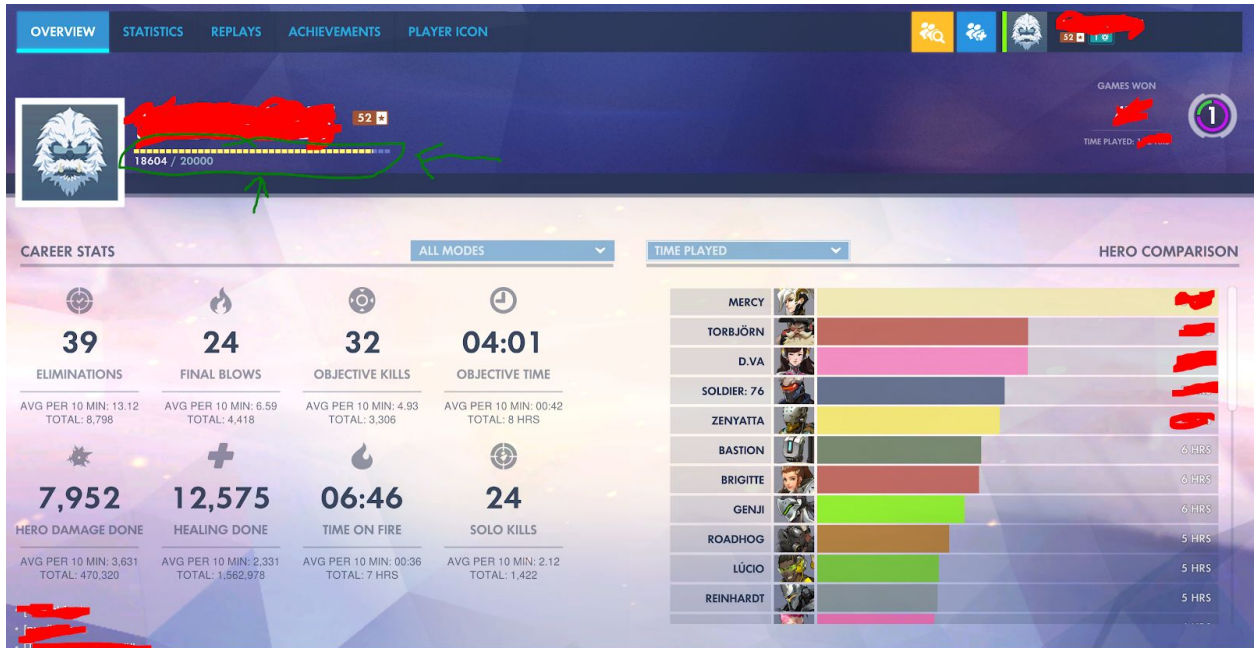 OVERVIEW STATISTICS REPLAYS ACHIEVEMENTS PLAYER ICON
52 1
GAMES WON
52
1
TIME PLAYED:
18604 / 20000
CAREER STATS ALL MODES TIME PLAYED HERO COMPARISON
39 24 32 04:01
ELIMINATIONS FINAL BLOWS OBJECTIVE KILLS OBJECTIVE TIME
AVG PER 10 MIN: 13.12 AVG PER 10 MIN: 6.59 AVG PER 10 MIN: 4.93 AVG PER 10 MIN: 00:42
TOTAL: 8,798 TOTAL: 4,418 TOTAL: 3,306 TOTAL: 8 HRS
7,952 12,575 06:46 24
HERO DAMAGE DONE HEALING DONE TIME ON FIRE SOLO KILLS
AVG PER 10 MIN: 3,631 AVG PER 10 MIN: 2,331 AVG PER 10 MIN: 00:36 AVG PER 10 MIN: 2.12
TOTAL: 470,320 TOTAL: 1,562,978 TOTAL: 7 HRS TOTAL: 1,422
MERCY
TORBJÖRN
D.VA
SOLDIER: 76
ZENYATTA
BASTION 6 HRS
BRIGITTE 6 HRS
GENJI 6 HRS
ROADHOG 5 HRS
LÚCIO 5 HRS
REINHARDT 5 HRS